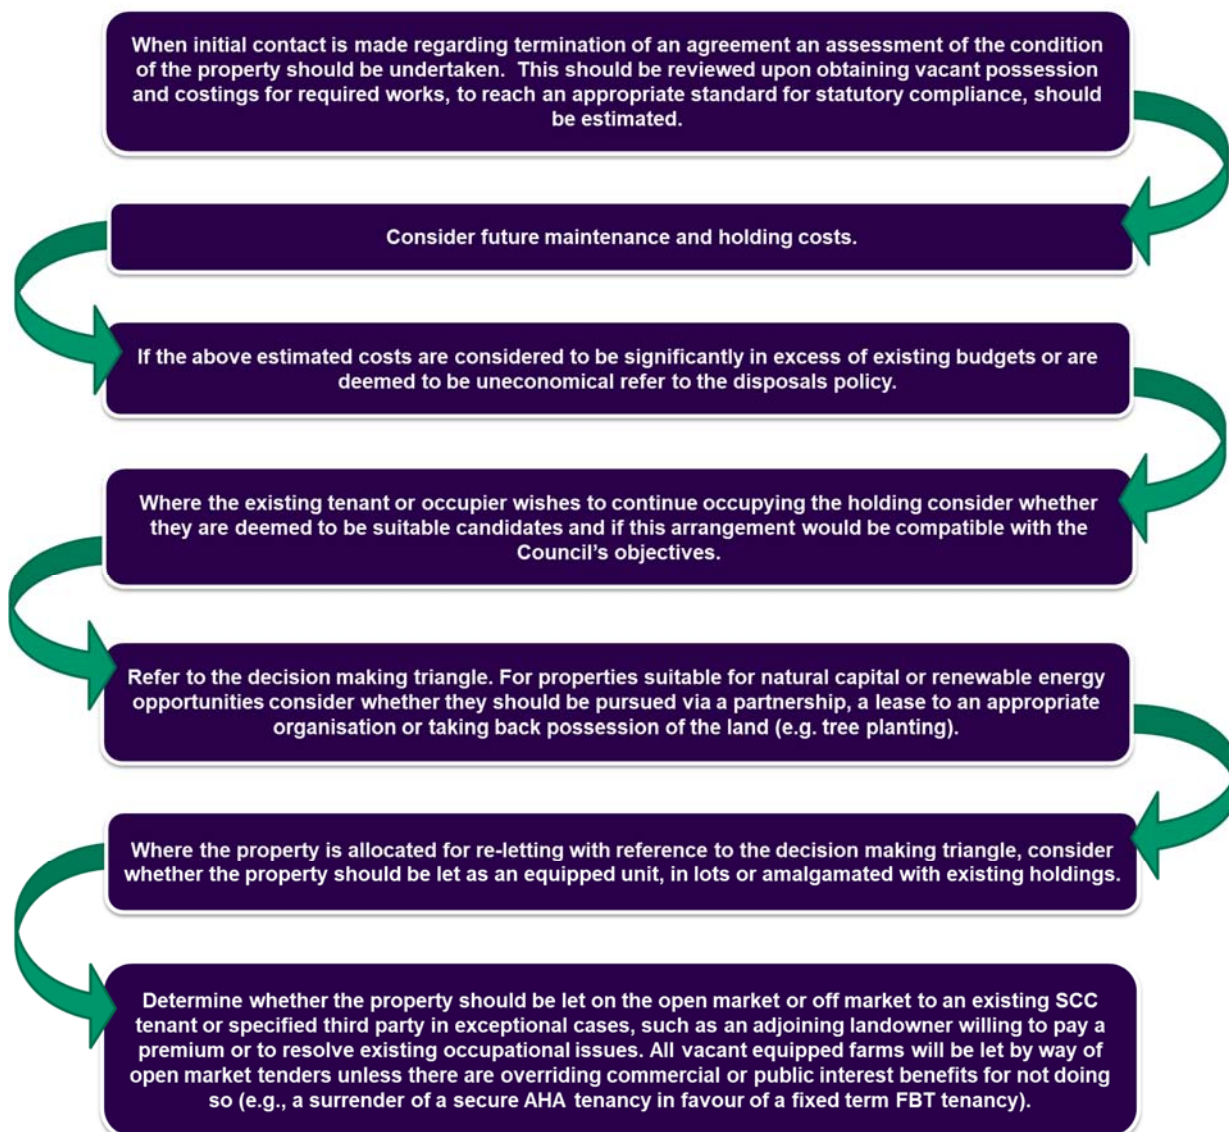 When initial contact is made regarding termination of an agreement an assessment of the condition
of the property should be undertaken.  This should be reviewed upon obtaining vacant possession
and costings for required works, to reach an appropriate standard for statutory compliance, should
be estimated.
Consider future maintenance and holding costs.
If the above estimated costs are considered to be significantly in excess of existing budgets or are
deemed to be uneconomical refer to the disposals policy.
Where the existing tenant or occupier wishes to continue occupying the holding consider whether
they are deemed to be suitable candidates and if this arrangement would be compatible with the
Council’s objectives.
Refer to the decision making triangle. For properties suitable for natural capital or renewable energy
opportunities consider whether they should be pursued via a partnership, a lease to an appropriate
organisation or taking back possession of the land (e.g. tree planting).
Where the property is allocated for re-letting with reference to the decision making triangle, consider
whether the property should be let as an equipped unit, in lots or amalgamated with existing holdings.
Determine whether the property should be let on the open market or off market to an existing SCC
tenant or specified third party in exceptional cases, such as an adjoining landowner willing to pay a
premium or to resolve existing occupational issues. All vacant equipped farms will be let by way of
open market tenders unless there are overriding commercial or public interest benefits for not doing
so (e.g., a surrender of a secure AHA tenancy in favour of a fixed term FBT tenancy).